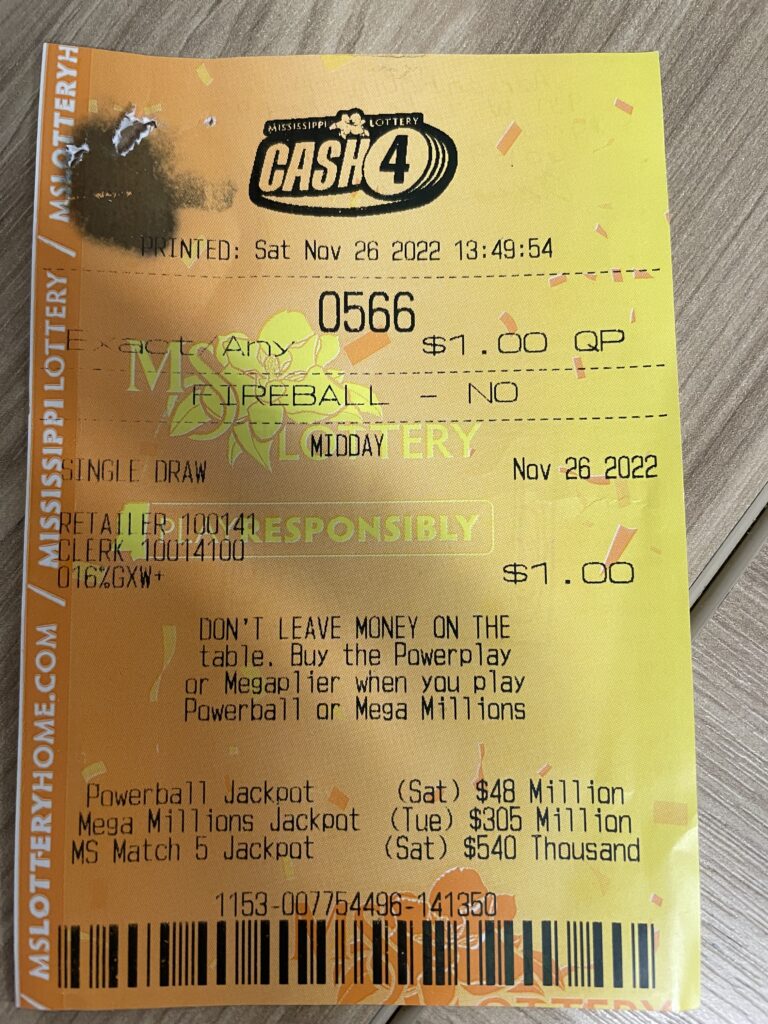 MISSISSIPPI LOTTERY
CASH 4
PRINTED: Sat Nov 26 2022 13:49:54
0566
Exact Any $1.00 QP
FIREBALL - NO
MS LOTTERY
MIDDAY
SINGLE DRAW Nov 26 2022
PLAY RESPONSIBLY
RETAILER 100141
CLERK 10014100
016%GXW+ $1.00
DON'T LEAVE MONEY ON THE
table. Buy the Powerplay
or Megaplier when you play
Powerball or Mega Millions
Powerball Jackpot (Sat) $48 Million
Mega Millions Jackpot (Tue) $305 Million
MS Match 5 Jackpot (Sat) $540 Thousand
1153-007754496-141350
LOTTERY
/ MSLOTTERYHOME.COM / MISSISSIPPI LOTTERY / MSLOTTERYH